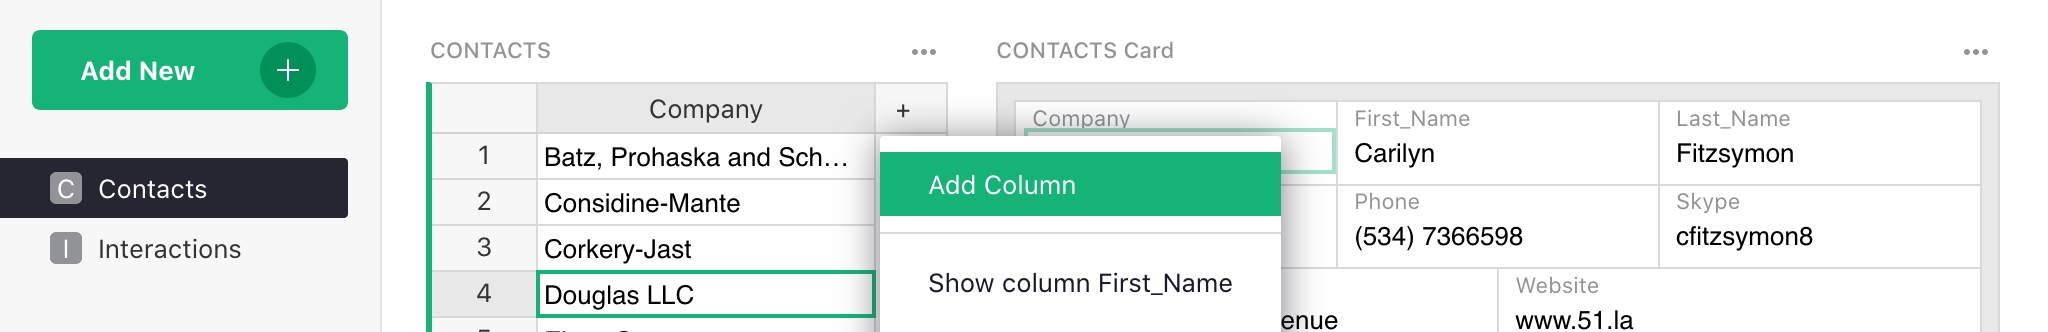 Add New
C Contacts
I Interactions
CONTACTS
Company +
1 Batz, Prohaska and Sch…
2 Considine-Mante
3 Corkery-Jast
4 Douglas LLC
Add Column
Show column First_Name
CONTACTS Card
Company First_Name Last_Name
Carilyn Fitzsymon
Phone Skype
(534) 7366598 cfitzsymon8
Website
enue www.51.la